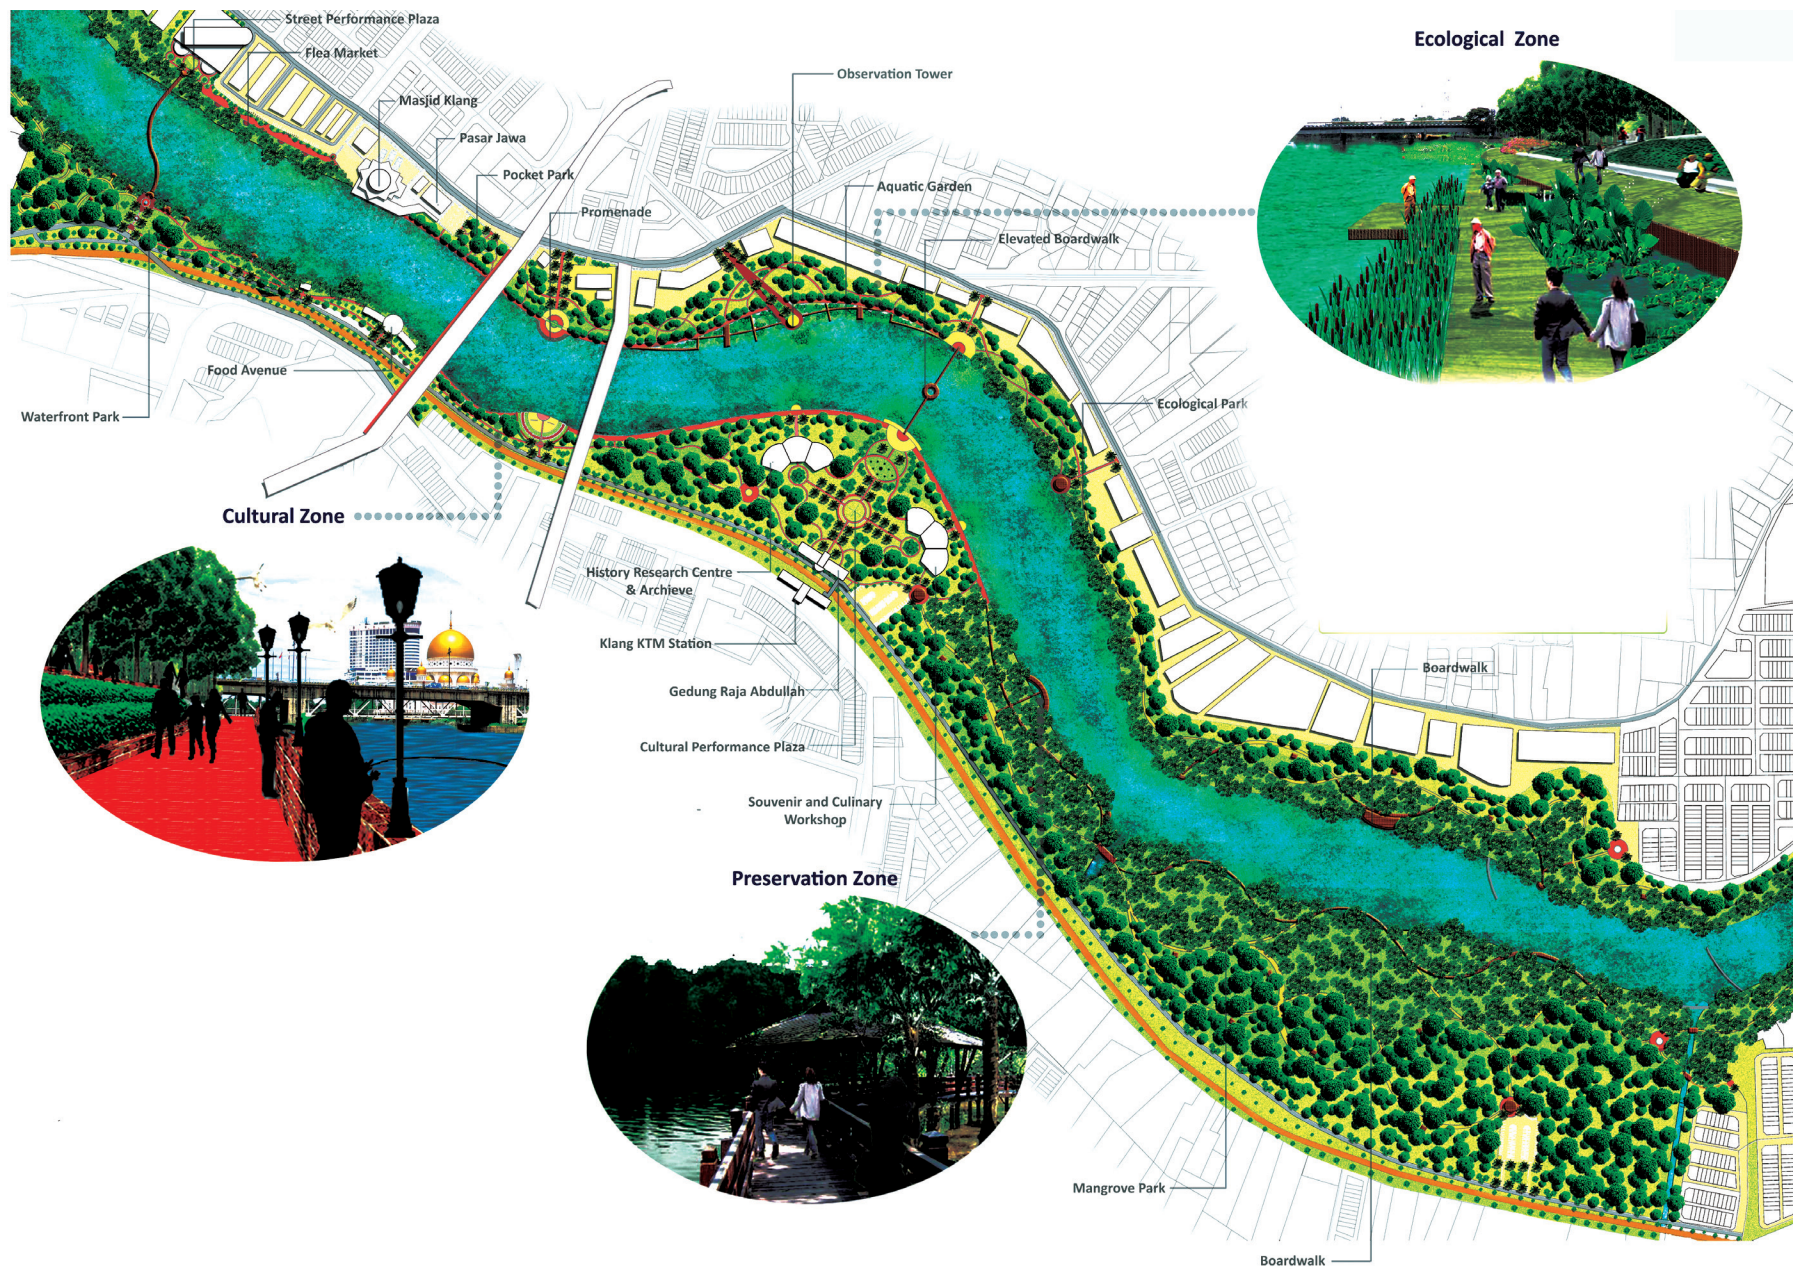 Street Performance Plaza
Flea Market
Masjid Klang
Pasar Jawa
Pocket Park
Promenade
Observation Tower
Aquatic Garden
Elevated Boardwalk
Ecological Zone
Ecological Park
Food Avenue
Waterfront Park
Cultural Zone
History Research Centre
& Archieve
Klang KTM Station
Gedung Raja Abdullah
Cultural Performance Plaza
Souvenir and Culinary
Workshop
Boardwalk
Preservation Zone
Mangrove Park
Boardwalk